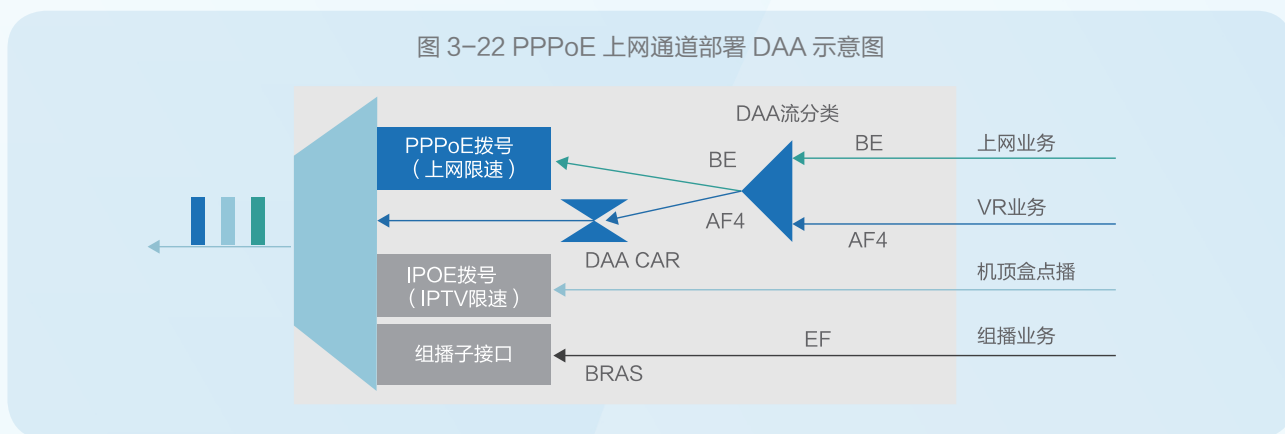 图 3-22 PPPoE 上网通道部署 DAA 示意图
DAA流分类
PPPoE拨号
（上网限速）
BE
BE
上网业务
AF4
AF4
VR业务
DAA CAR
IPOE拨号
（IPTV限速）
机顶盒点播
组播子接口
EF
组播业务
BRAS